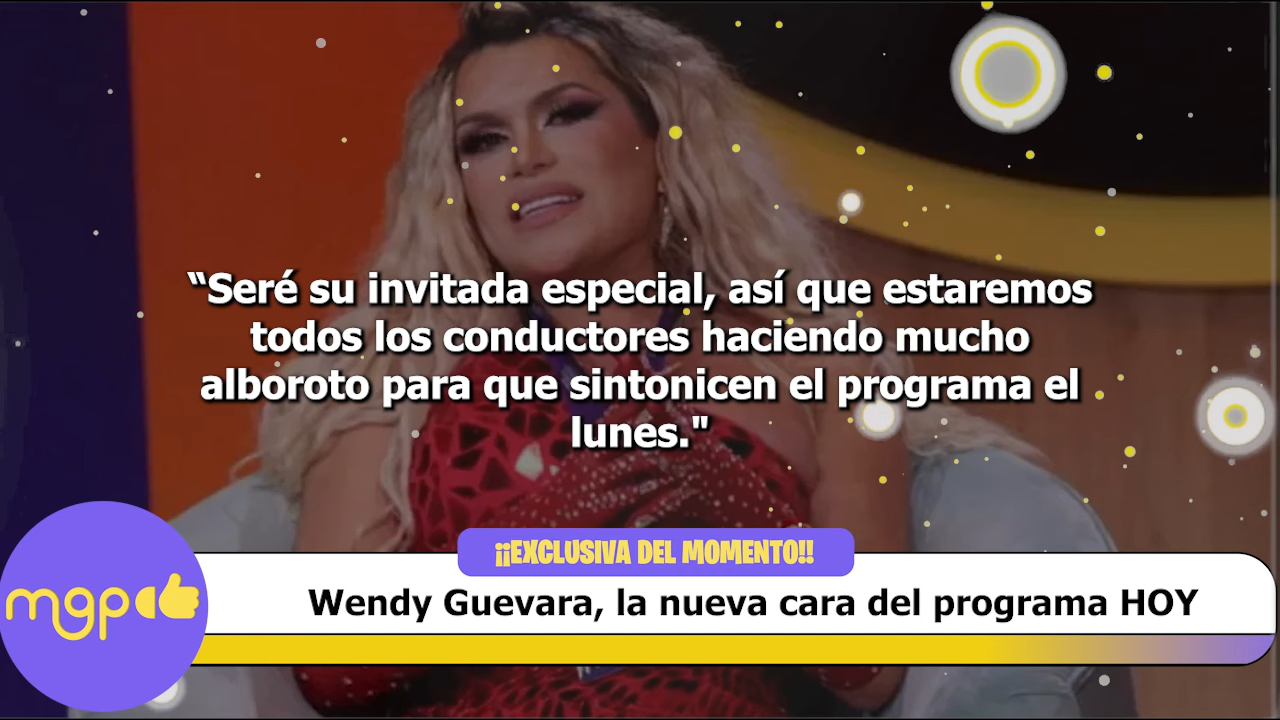 “Seré su invitada especial, así que estaremos
todos los conductores haciendo mucho
alboroto para que sintonicen el programa el
lunes."
¡¡EXCLUSIVA DEL MOMENTO!!
mgp
Wendy Guevara, la nueva cara del programa HOY